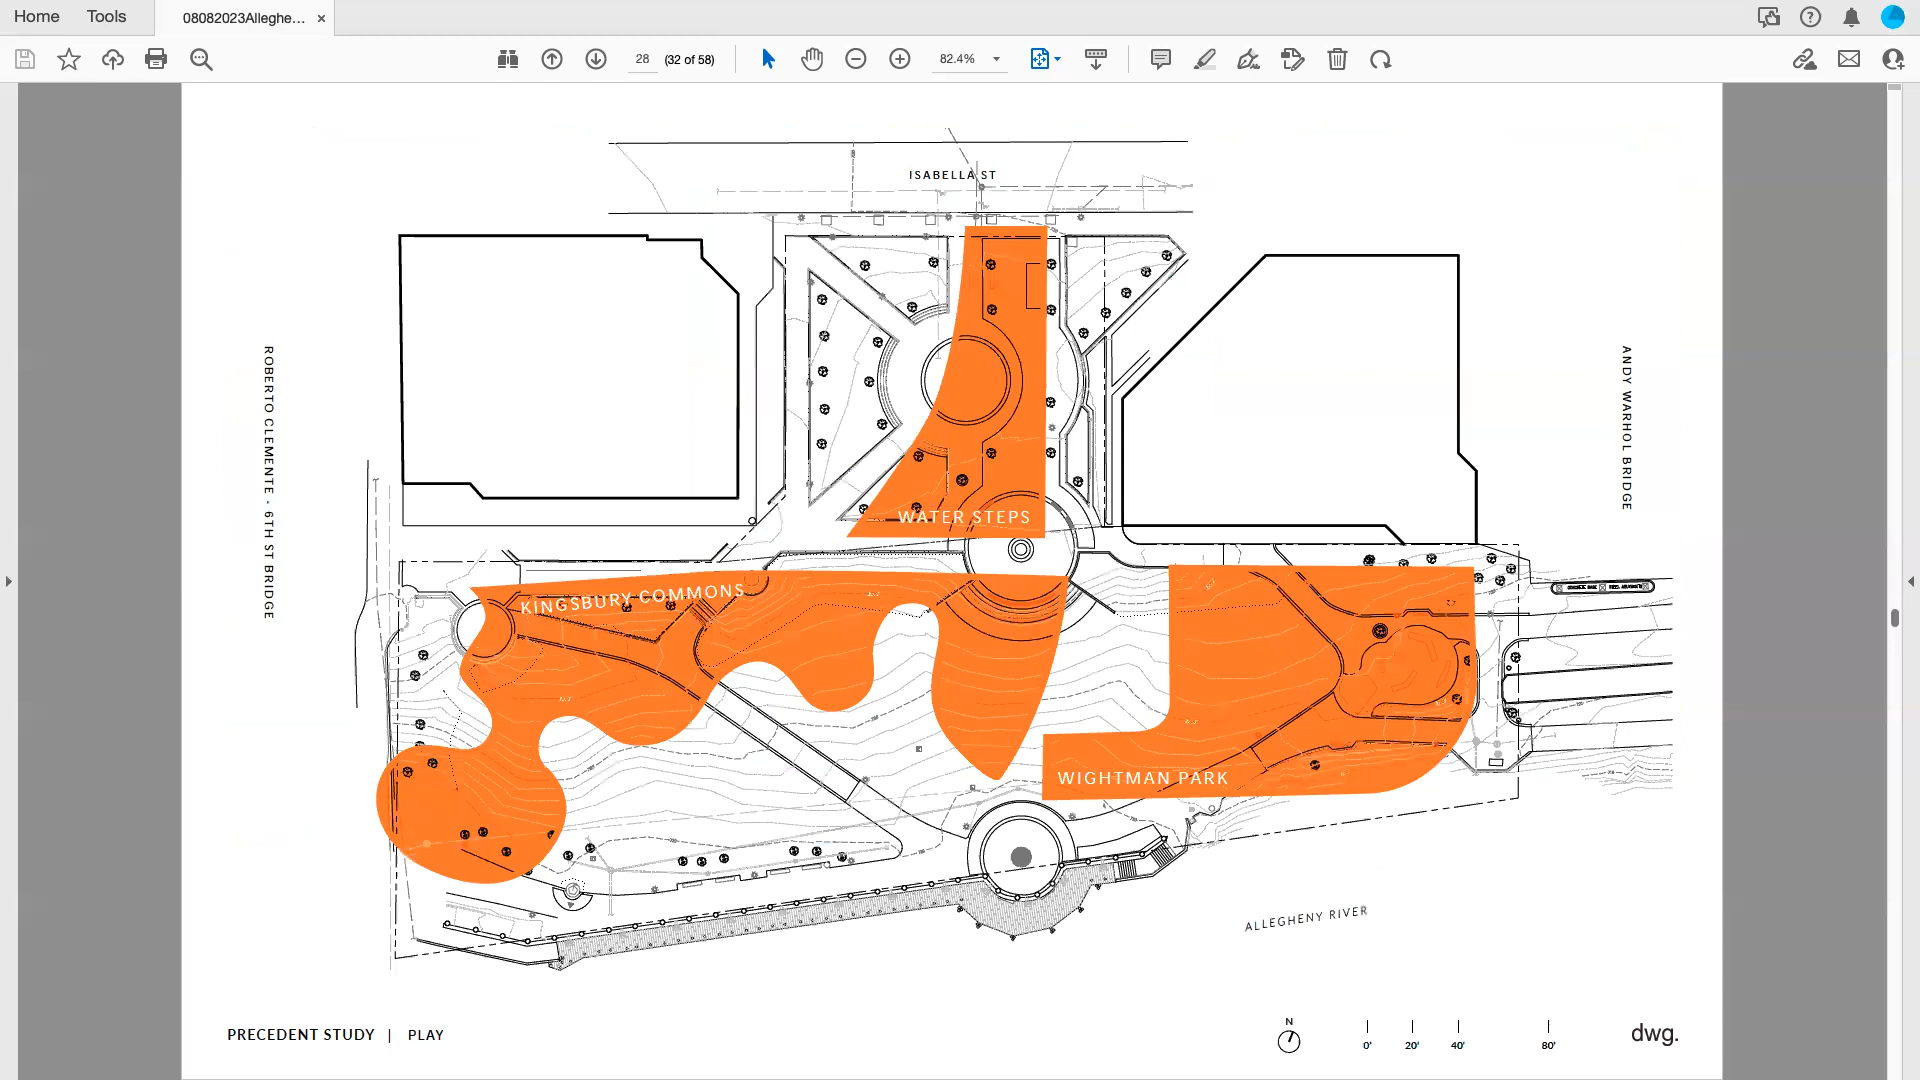 Home
Tools
08082023Alleghe...
28
(32 of 58)
82.4%
ISABELLA ST
ROBERTO CLEMENTE - 6TH ST BRIDGE
ANDY WARHOL BRIDGE
WATER STEPS
KINGSBURY COMMONS
WIGHTMAN PARK
ALLEGHENY RIVER
PRECEDENT STUDY | PLAY
N
0' 20' 40' 80'
dwg.